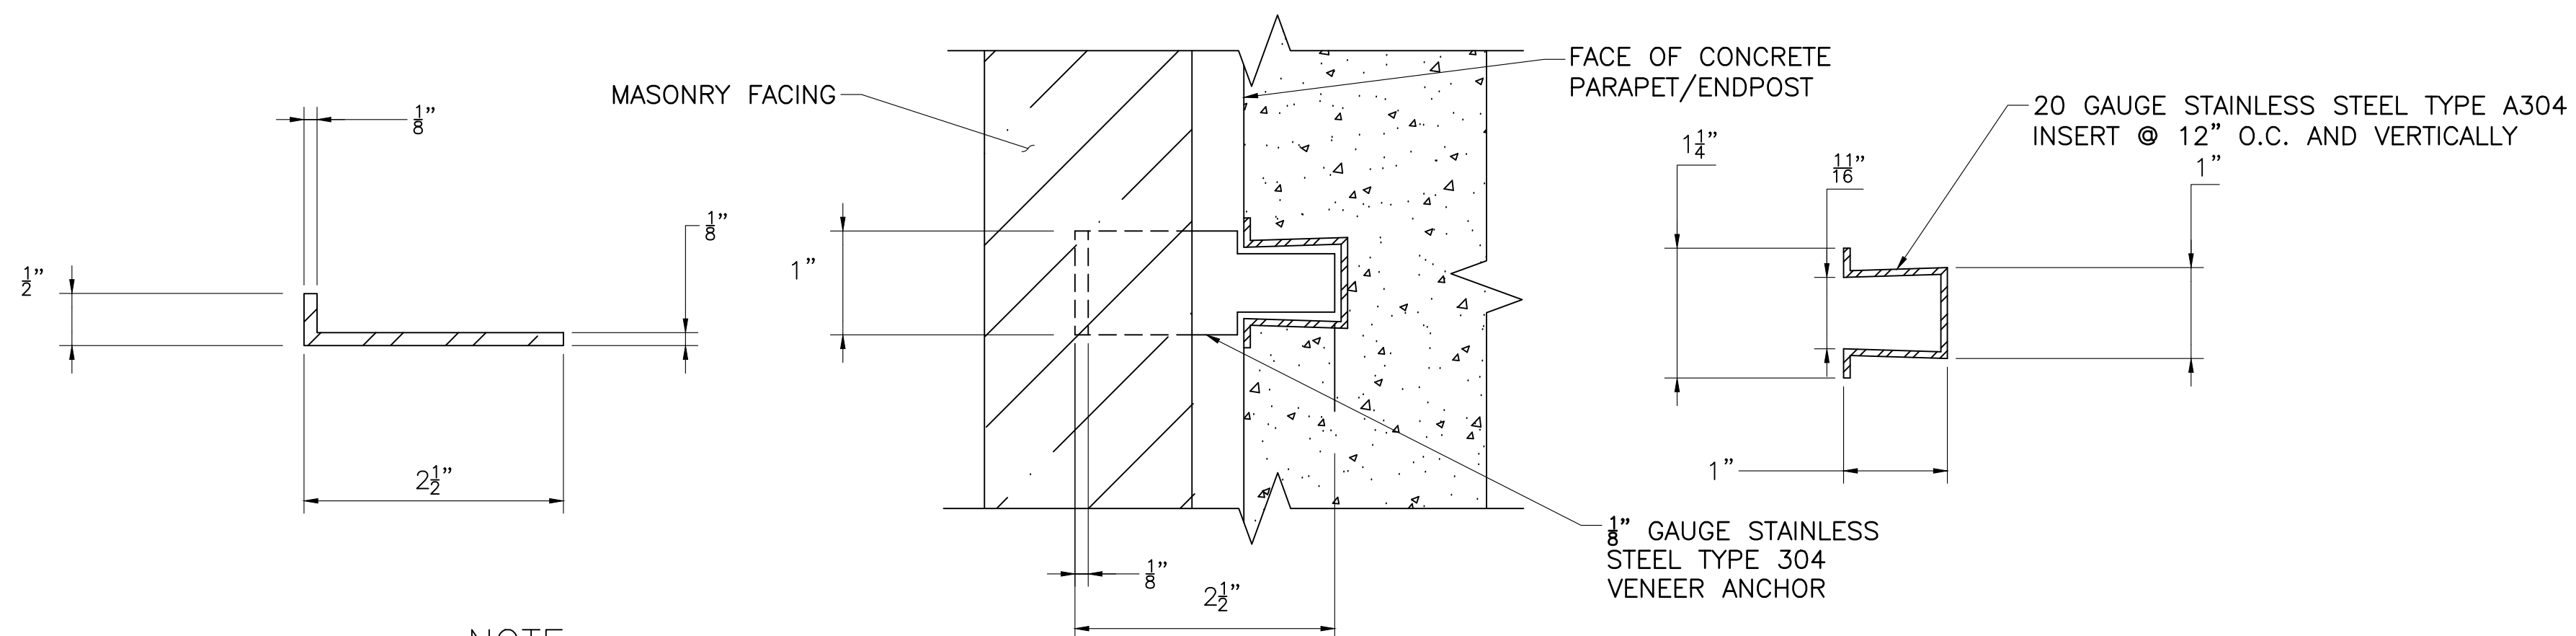 MASONRY FACING
FACE OF CONCRETE
PARAPET/ENDPOST
20 GAUGE STAINLESS STEEL TYPE A304
INSERT @ 12" O.C. AND VERTICALLY
1/8"
1/2"
1/8"
2 1/2"
1"
1/8"
2 1/2"
1/8" GAUGE STAINLESS
STEEL TYPE 304
VENEER ANCHOR
1 1/4"
11/16"
1"
1"
NOTE